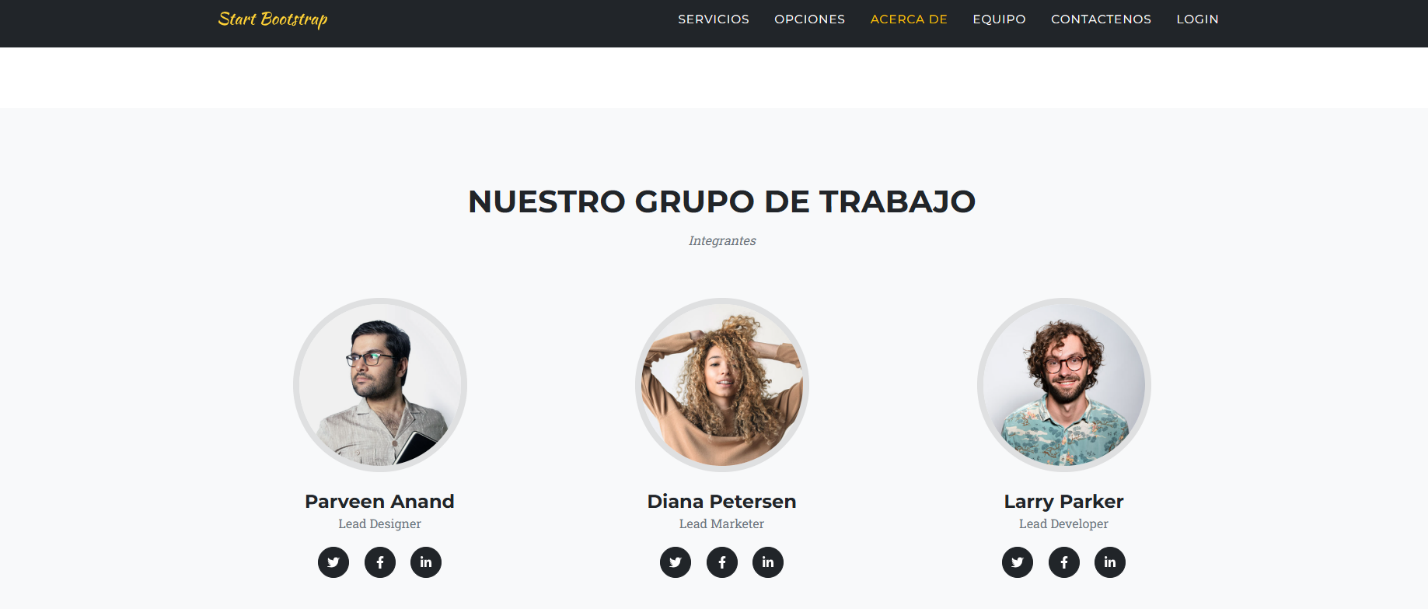 Start Bootstrap
SERVICIOS OPCIONES ACERCA DE EQUIPO CONTACTENOS LOGIN
NUESTRO GRUPO DE TRABAJO
Integrantes
Parveen Anand
Lead Designer
Diana Petersen
Lead Marketer
Larry Parker
Lead Developer